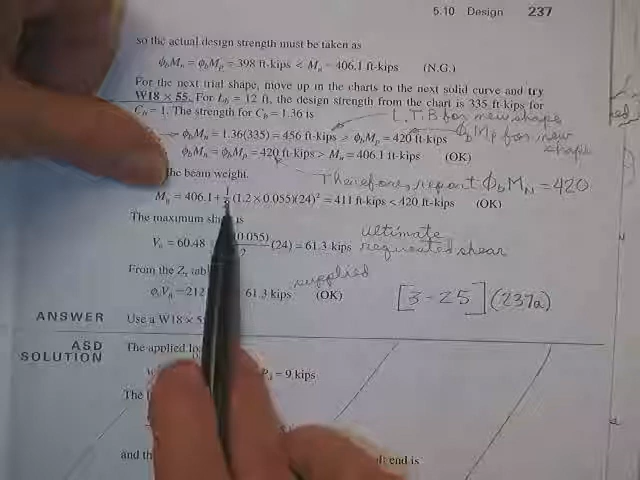 5.10 Design 237
so the actual design strength must be taken as
ϕbMn = ϕbMp = 398 ft-kips < Mu = 406.1 ft-kips (N.G.)
For the next trial shape, move up in the charts to the next solid curve and try
W18 × 55. For Lb = 12 ft, the design strength from the chart is 335 ft-kips for
Cb = 1. The strength for Cb = 1.36 is
L.T.B for new shape
ϕbMn = 1.36(335) = 456 ft-kips > ϕbMp = 420 ft-kips
ϕbMp for new shape
ϕbMn = ϕbMp = 420 ft-kips > Mu = 406.1 ft-kips (OK)
the beam weight.
Therefore, report ϕbMN = 420
Mu = 406.1 + 1/8 (1.2 × 0.055)(24)² = 411 ft-kips < 420 ft-kips (OK)
The maximum shear is
ultimate
requested shear
Vu = 60.48 (0.055)/2 (24) = 61.3 kips
From the Zx
supplied
ϕvVn = 212 61.3 kips (OK)
[3-25] (237a)
ANSWER Use a W18 ×
ASD
SOLUTION
The applied
= 9 kips
The
and th end is